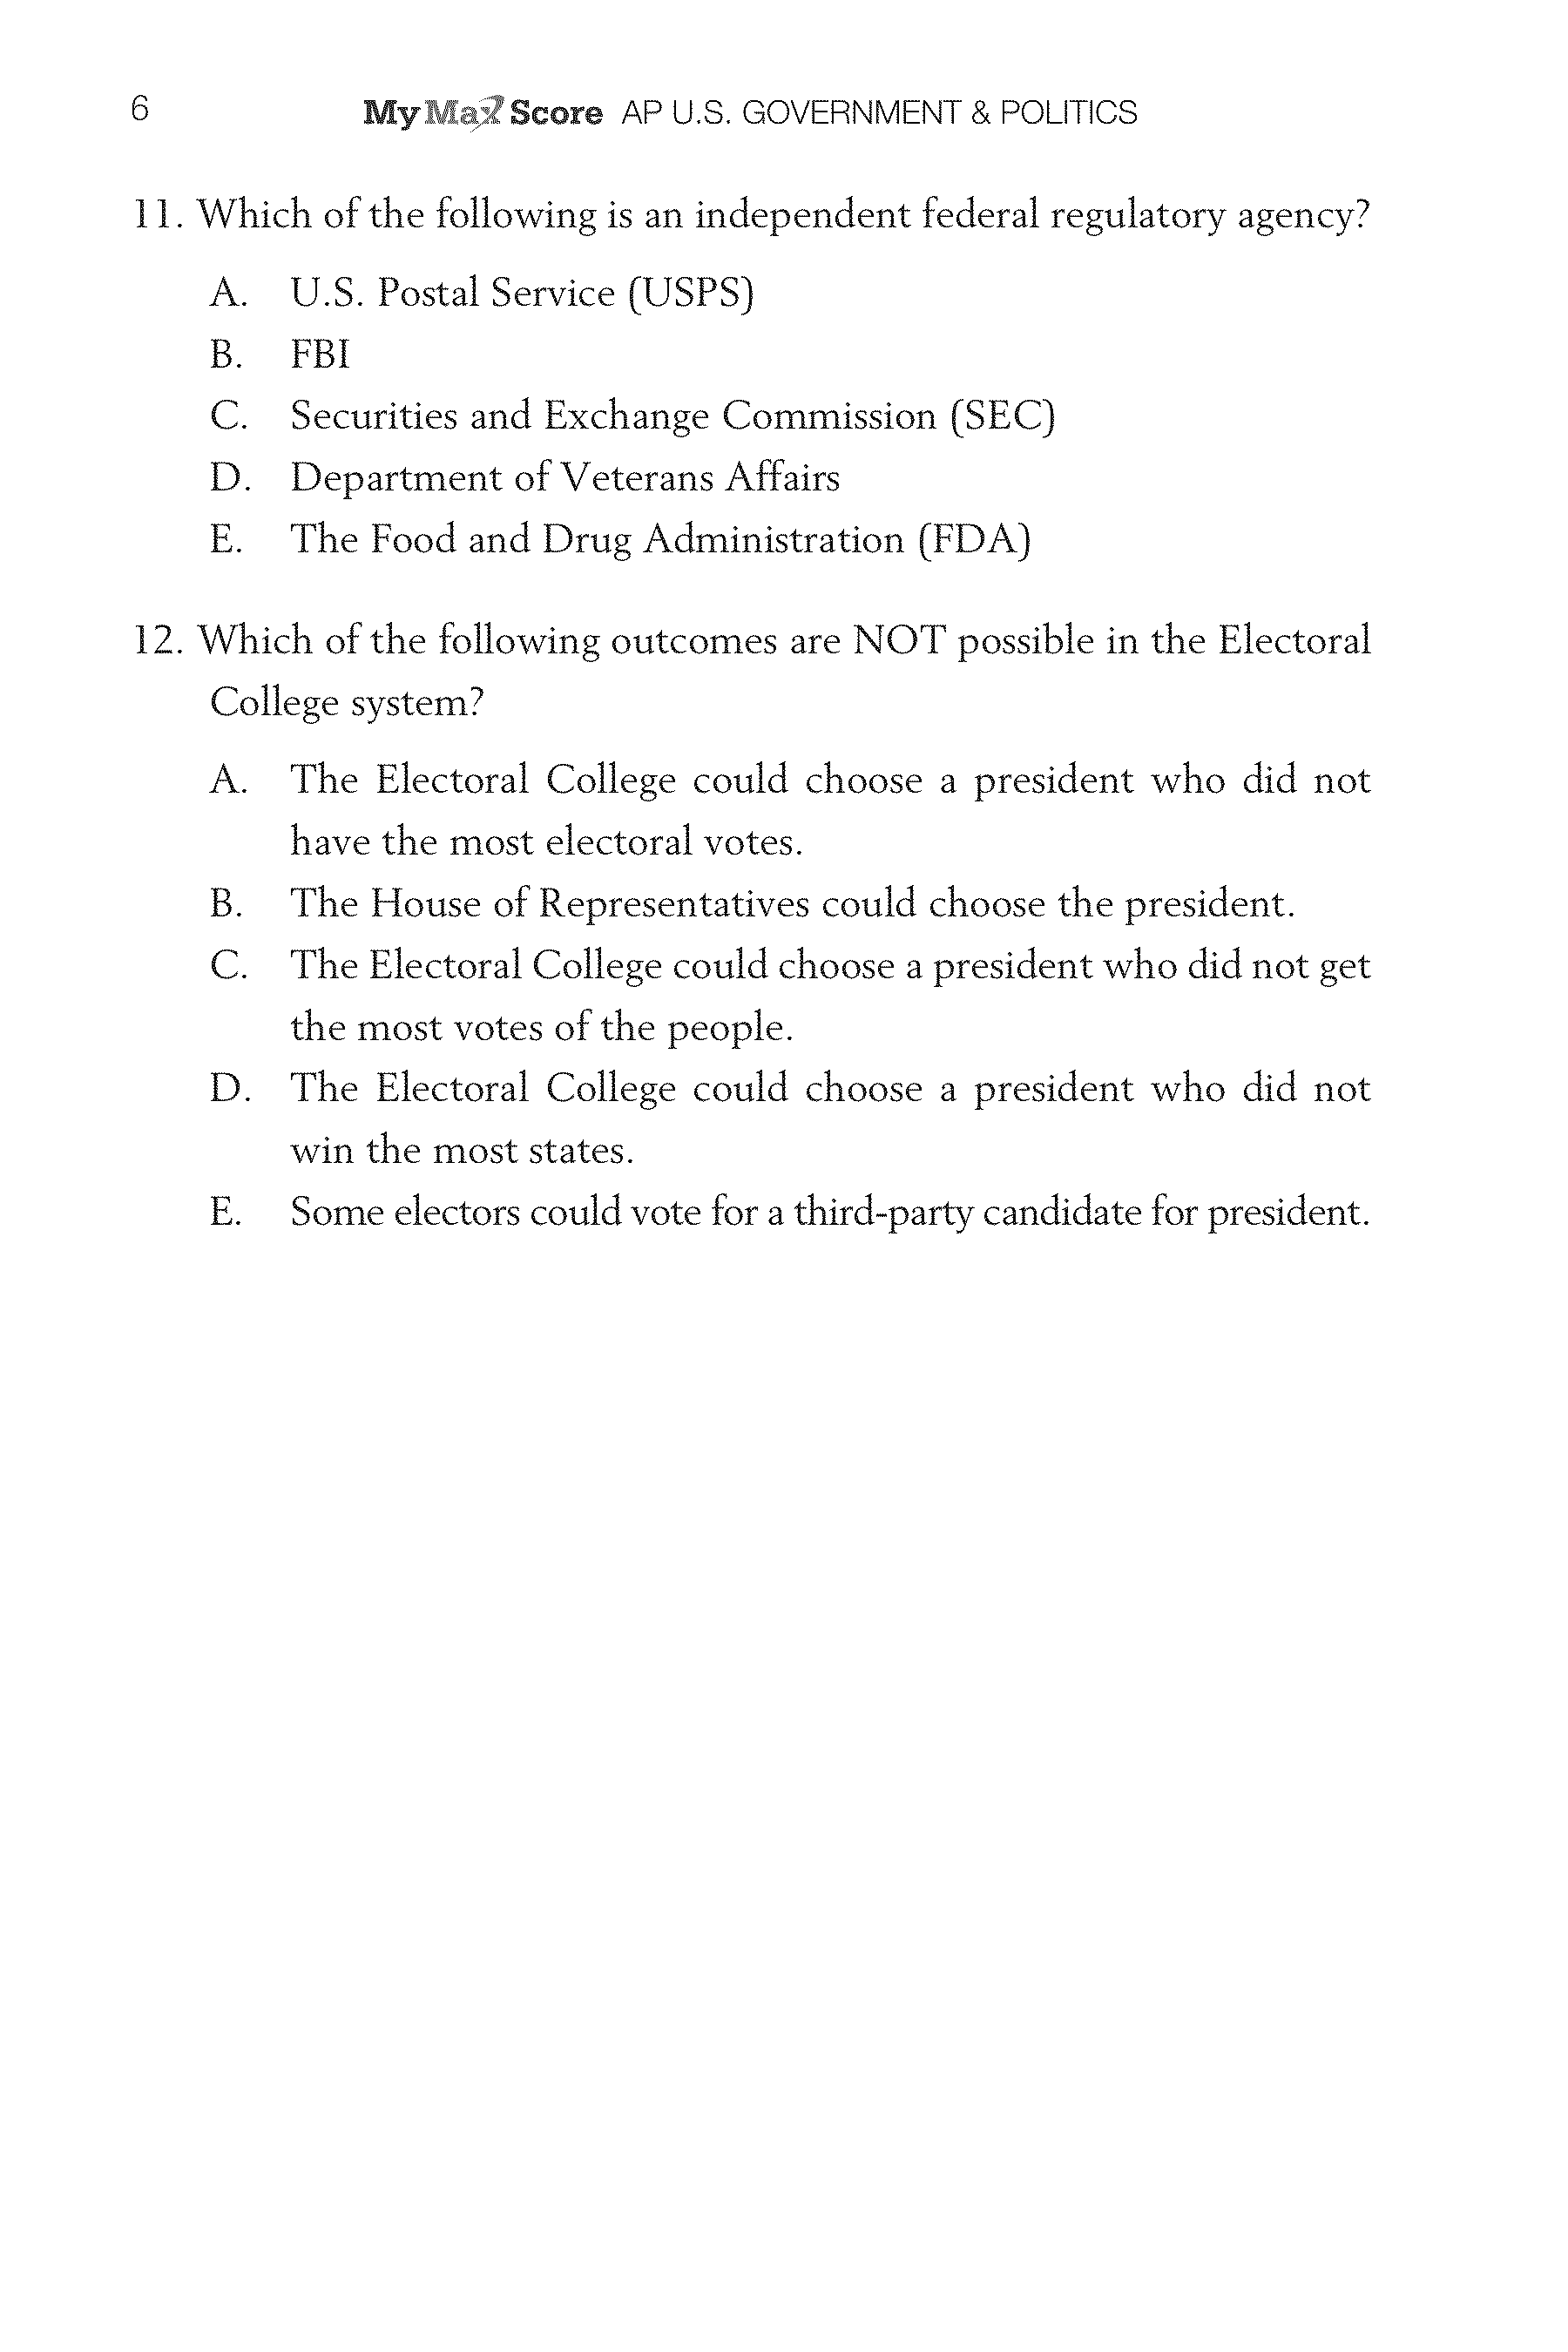 6
My Max Score AP U.S. GOVERNMENT & POLITICS
11. Which of the following is an independent federal regulatory agency?
A. U.S. Postal Service (USPS)
B. FBI
C. Securities and Exchange Commission (SEC)
D. Department of Veterans Affairs
E. The Food and Drug Administration (FDA)
12. Which of the following outcomes are NOT possible in the Electoral
College system?
A. The Electoral College could choose a president who did not
have the most electoral votes.
B. The House of Representatives could choose the president.
C. The Electoral College could choose a president who did not get
the most votes of the people.
D. The Electoral College could choose a president who did not
win the most states.
E. Some electors could vote for a third-party candidate for president.